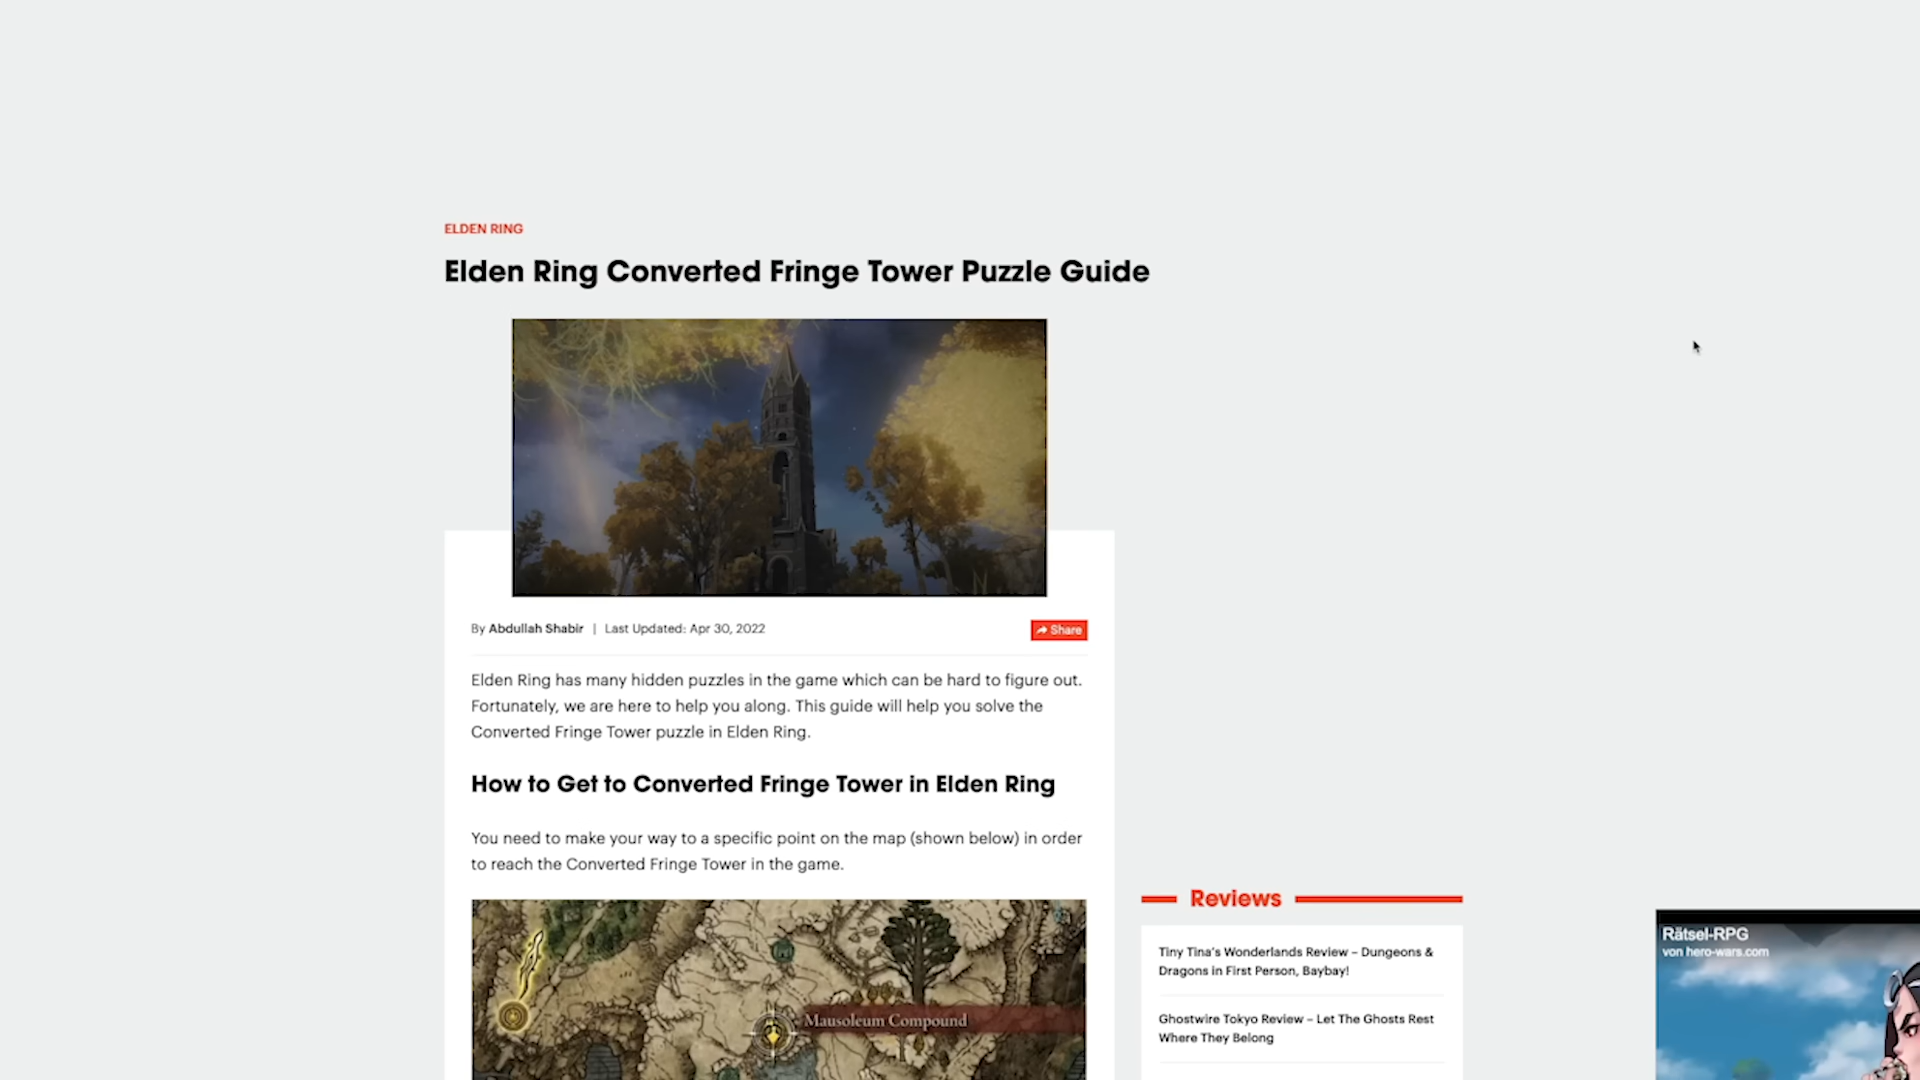 ELDEN RING
Elden Ring Converted Fringe Tower Puzzle Guide
By Abdullah Shabir | Last Updated: Apr 30, 2022
Share
Elden Ring has many hidden puzzles in the game which can be hard to figure out.
Fortunately, we are here to help you along. This guide will help you solve the
Converted Fringe Tower puzzle in Elden Ring.
How to Get to Converted Fringe Tower in Elden Ring
You need to make your way to a specific point on the map (shown below) in order
to reach the Converted Fringe Tower in the game.
Mausoleum Compound
Reviews
Tiny Tina's Wonderlands Review – Dungeons &
Dragons in First Person, Baybay!
Ghostwire Tokyo Review – Let The Ghosts Rest
Where They Belong
Rätsel-RPG
von hero-wars.com